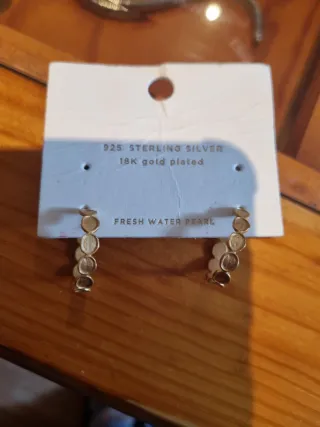 925 STERLING SILVER
18K gold plated
FRESH WATER PEARL